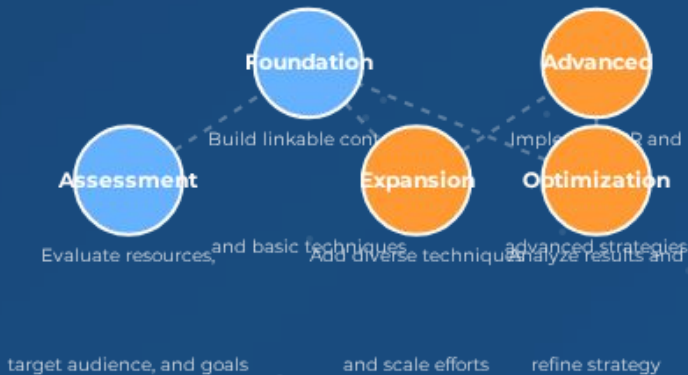 Foundation
Advanced
Build linkable cont
Imple R and
Assessment
Expansion
Optimization
and basic techniques
advanced strategies
Evaluate resources,
Add diverse techniques
Analyze results and
target audience, and goals
and scale efforts
refine strategy